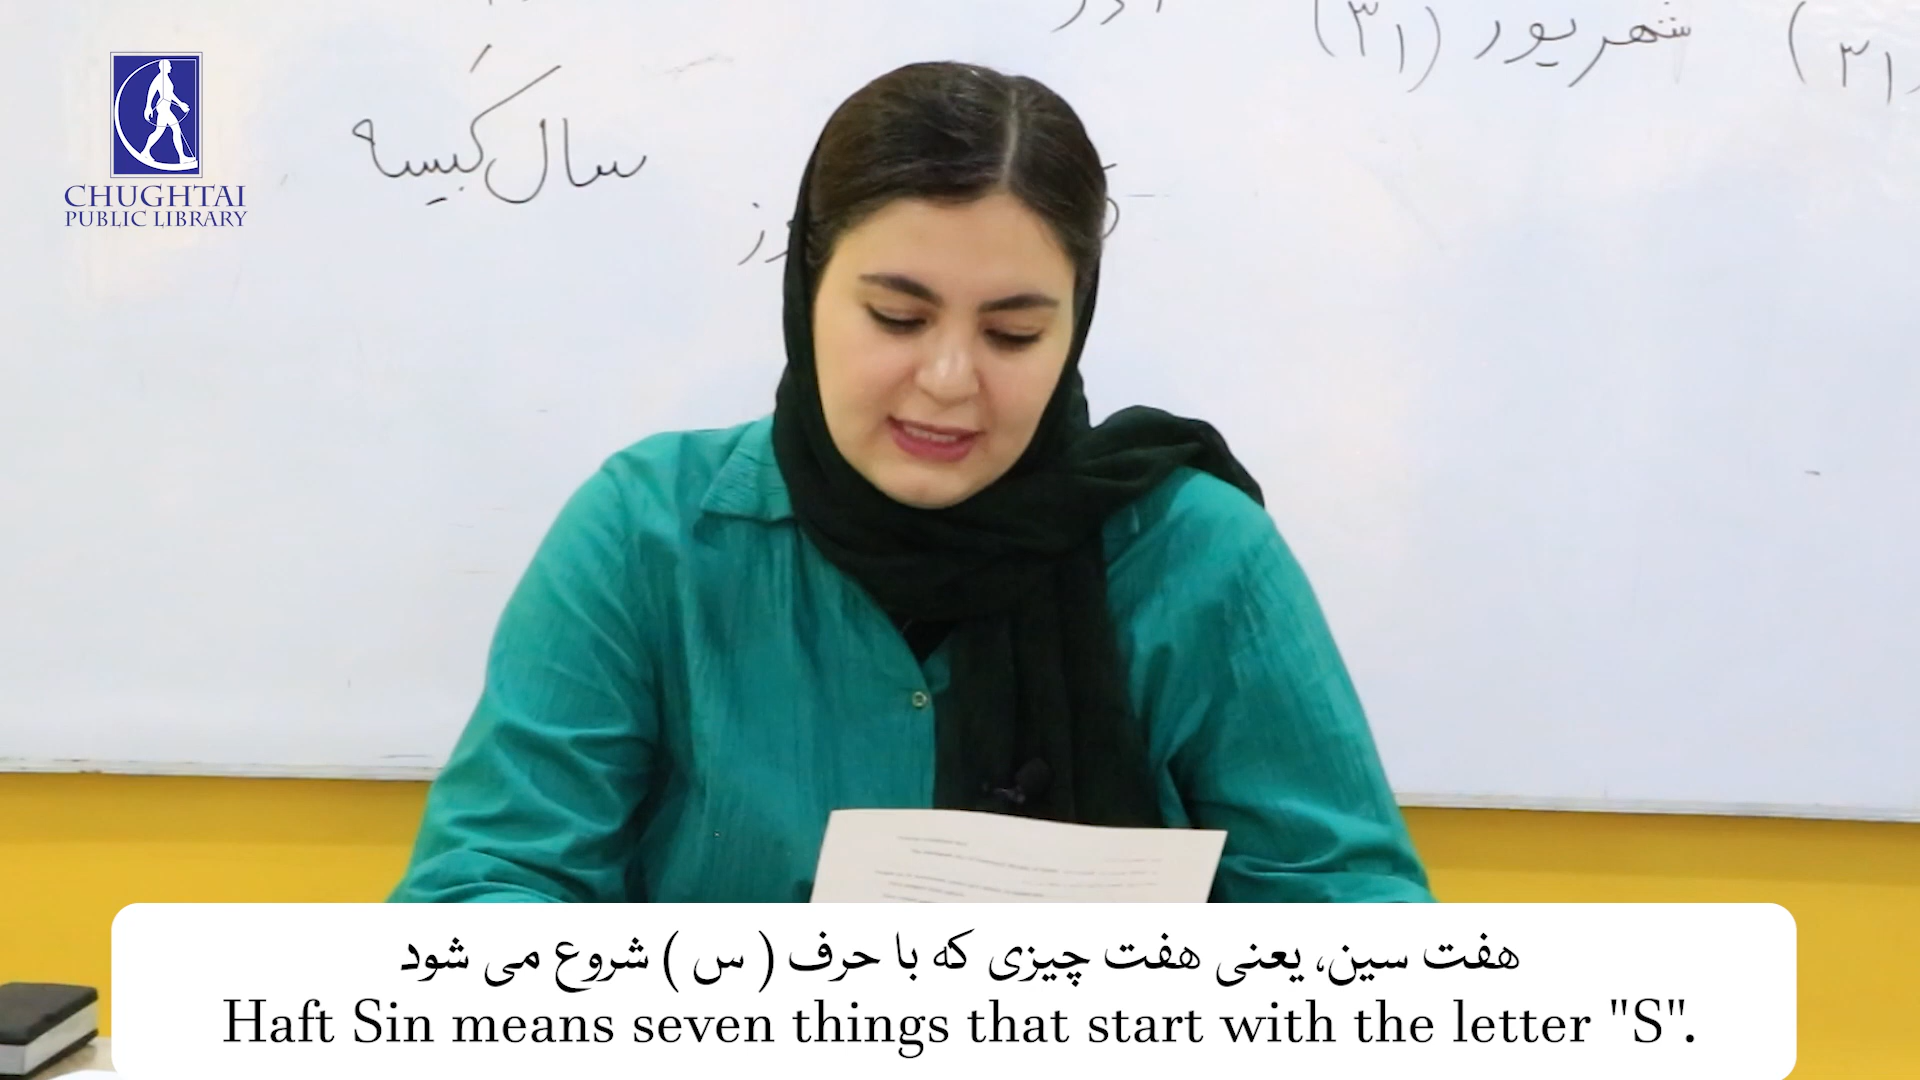 CHUGHTAI
PUBLIC LIBRARY
شهریور (۳۱)
(۳۱
سال کبیسه
هفت سین، یعنی هفت چیزی که با حرف ( س ) شروع می شود
Haft Sin means seven things that start with the letter "S".